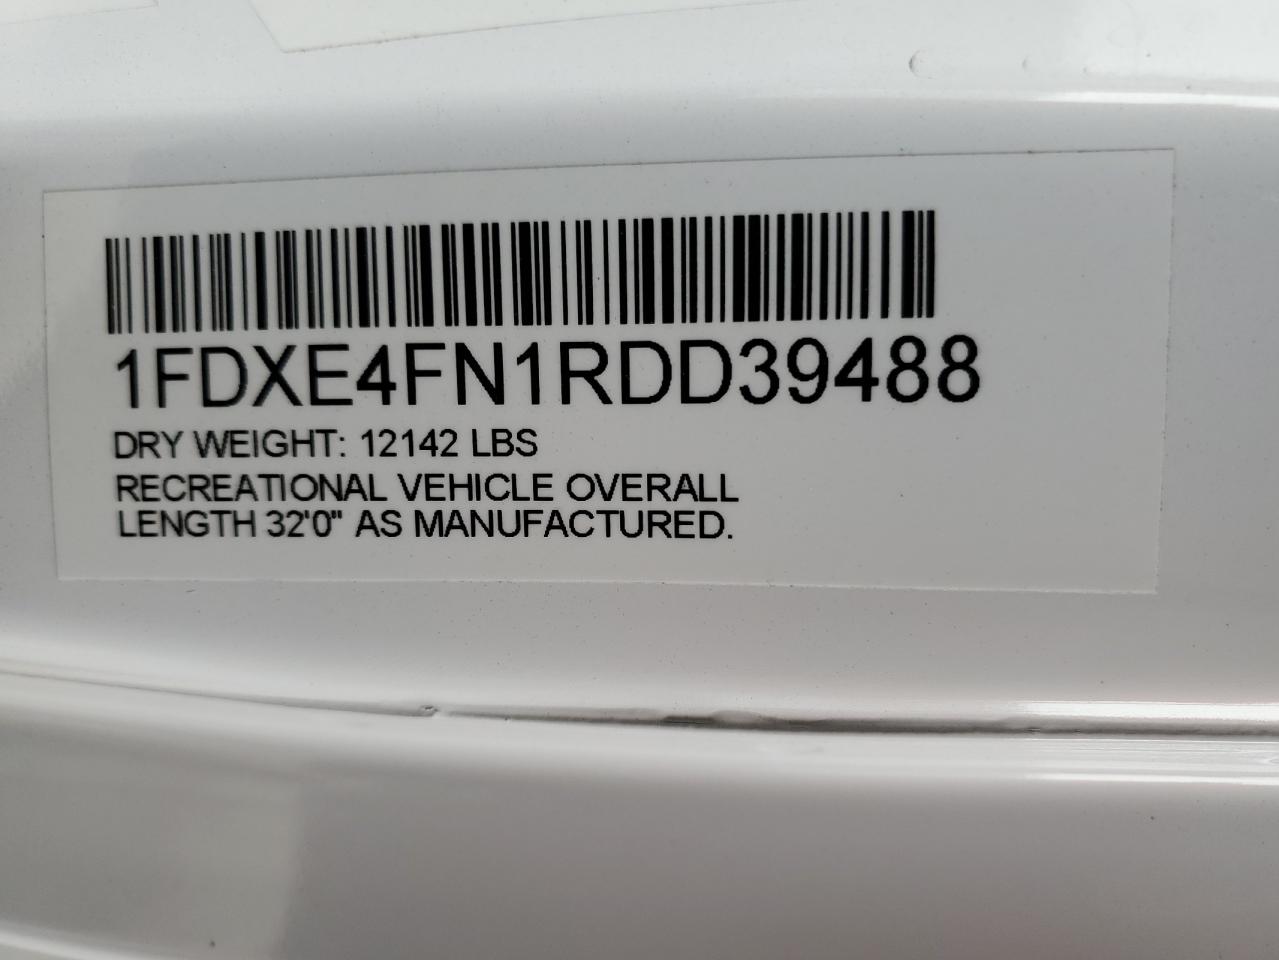 1FDXE4FN1RDD39488
DRY WEIGHT: 12142 LBS
RECREATIONAL VEHICLE OVERALL
LENGTH 32'0" AS MANUFACTURED.